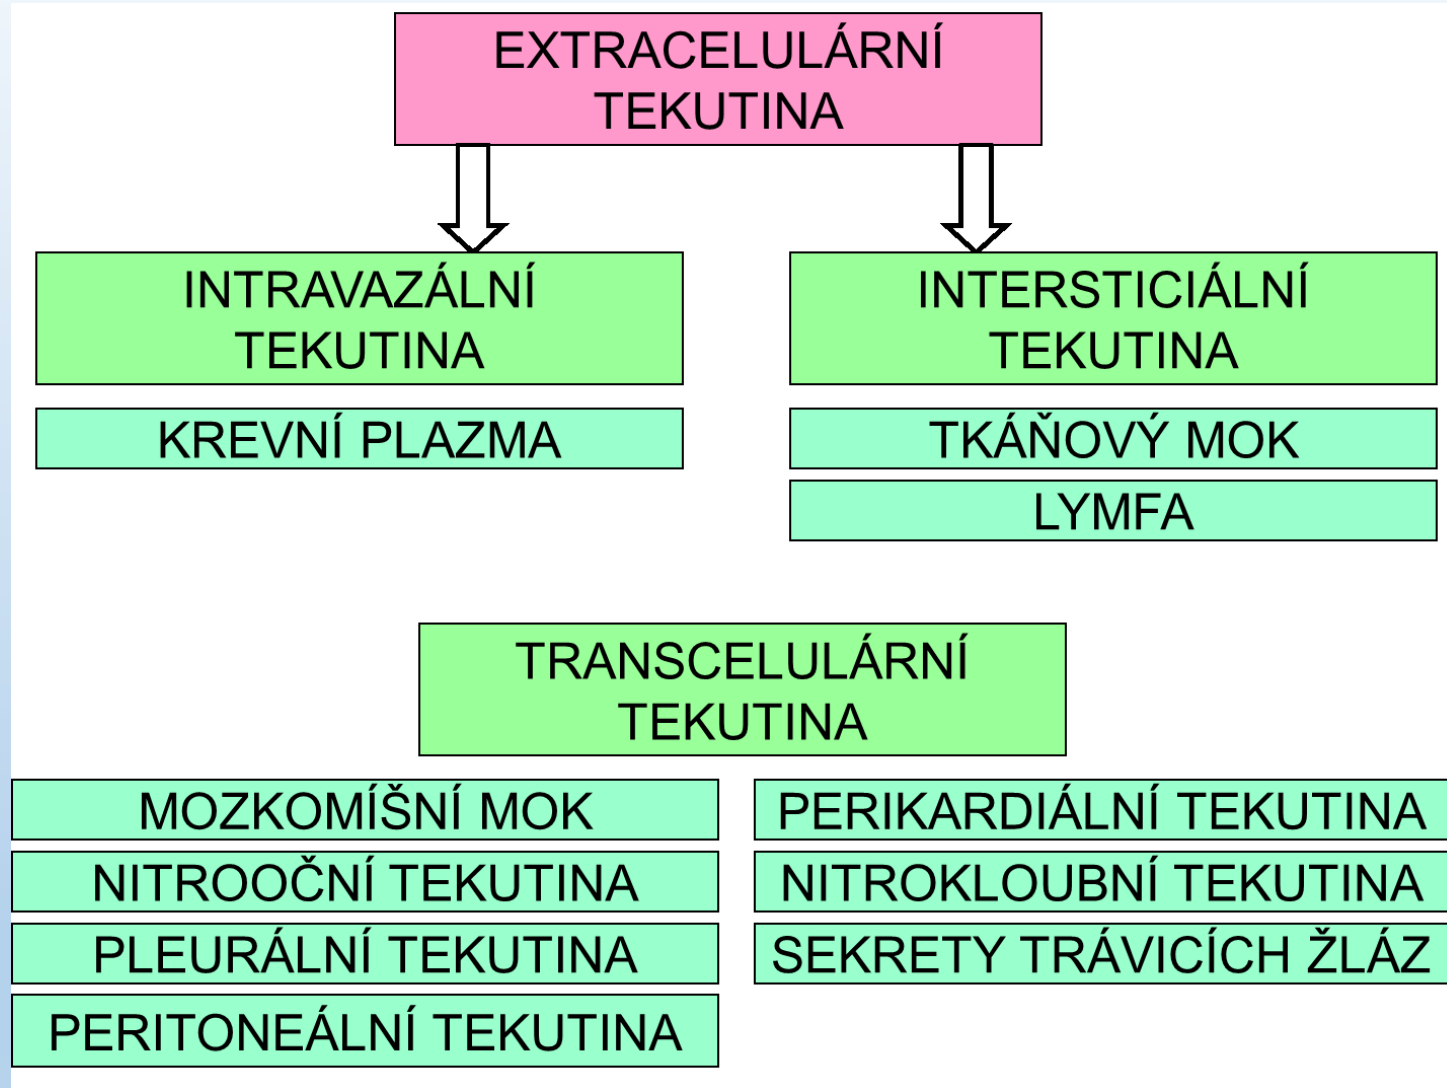 EXTRACELULÁRNÍ
TEKUTINA
INTRAVAZÁLNÍ
TEKUTINA
KREVNÍ PLAZMA
INTERSTICIÁLNÍ
TEKUTINA
TKÁŇOVÝ MOK
LYMFA
TRANSCELULÁRNÍ
TEKUTINA
MOZKOMÍŠNÍ MOK
NITROOČNÍ TEKUTINA
PLEURÁLNÍ TEKUTINA
PERITONEÁLNÍ TEKUTINA
PERIKARDIÁLNÍ TEKUTINA
NITROKLOUBNÍ TEKUTINA
SEKRETY TRÁVICÍCH ŽLÁZ